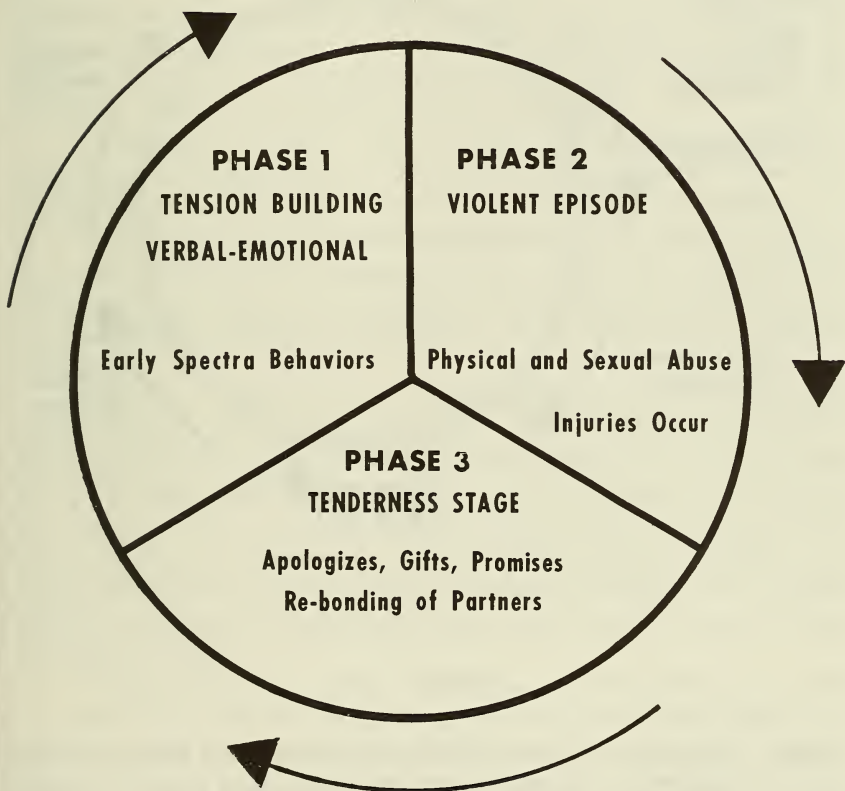 PHASE 1
TENSION BUILDING
VERBAL-EMOTIONAL
Early Spectra Behaviors
PHASE 2
VIOLENT EPISODE
Physical and Sexual Abuse
Injuries Occur
PHASE 3
TENDERNESS STAGE
Apologizes, Gifts, Promises
Re-bonding of Partners